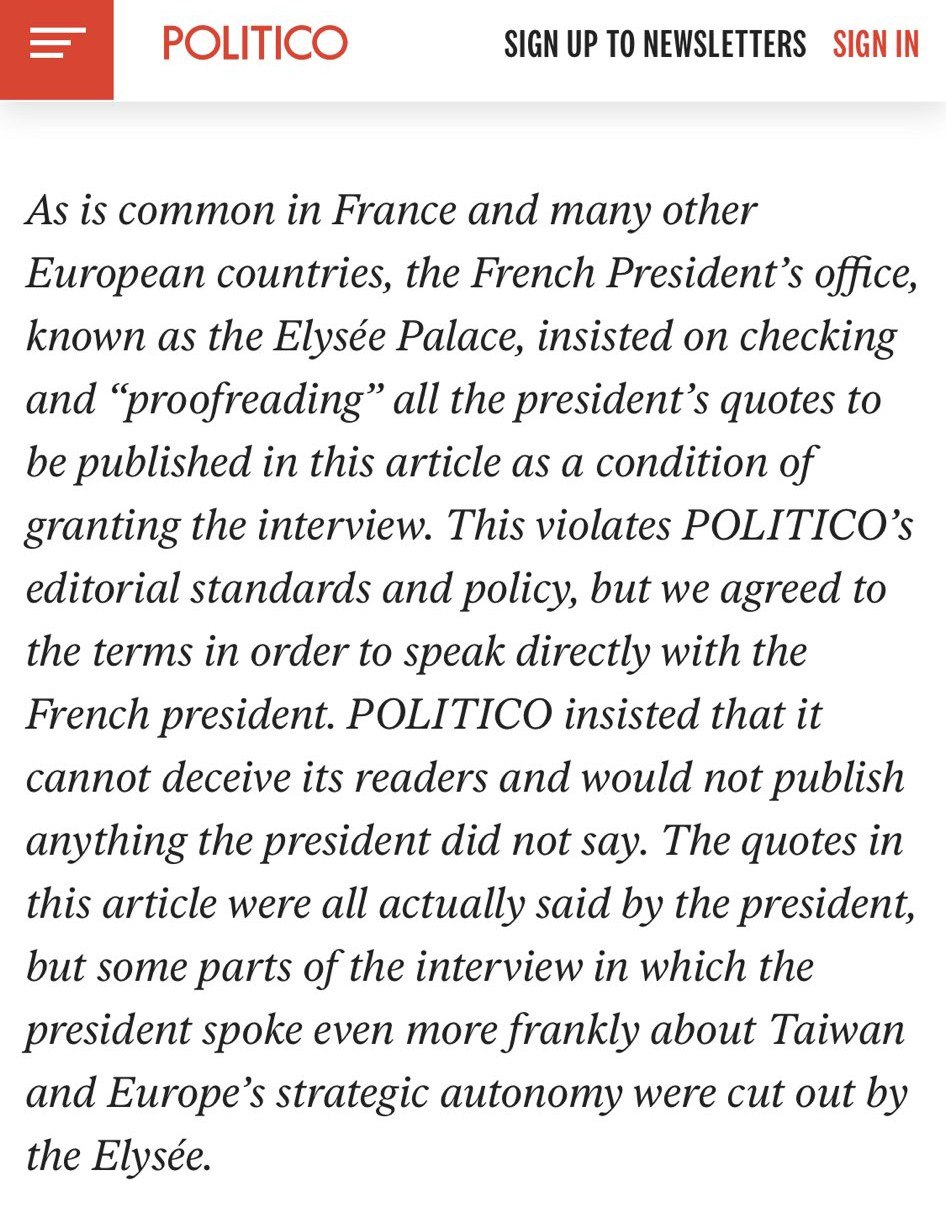 POLITICO SIGN UP TO NEWSLETTERS SIGN IN
As is common in France and many other
European countries, the French President’s office,
known as the Elysée Palace, insisted on checking
and “proofreading” all the president’s quotes to
be published in this article as a condition of
granting the interview. This violates POLITICO’s
editorial standards and policy, but we agreed to
the terms in order to speak directly with the
French president. POLITICO insisted that it
cannot deceive its readers and would not publish
anything the president did not say. The quotes in
this article were all actually said by the president,
but some parts of the interview in which the
president spoke even more frankly about Taiwan
and Europe’s strategic autonomy were cut out by
the Elysée.